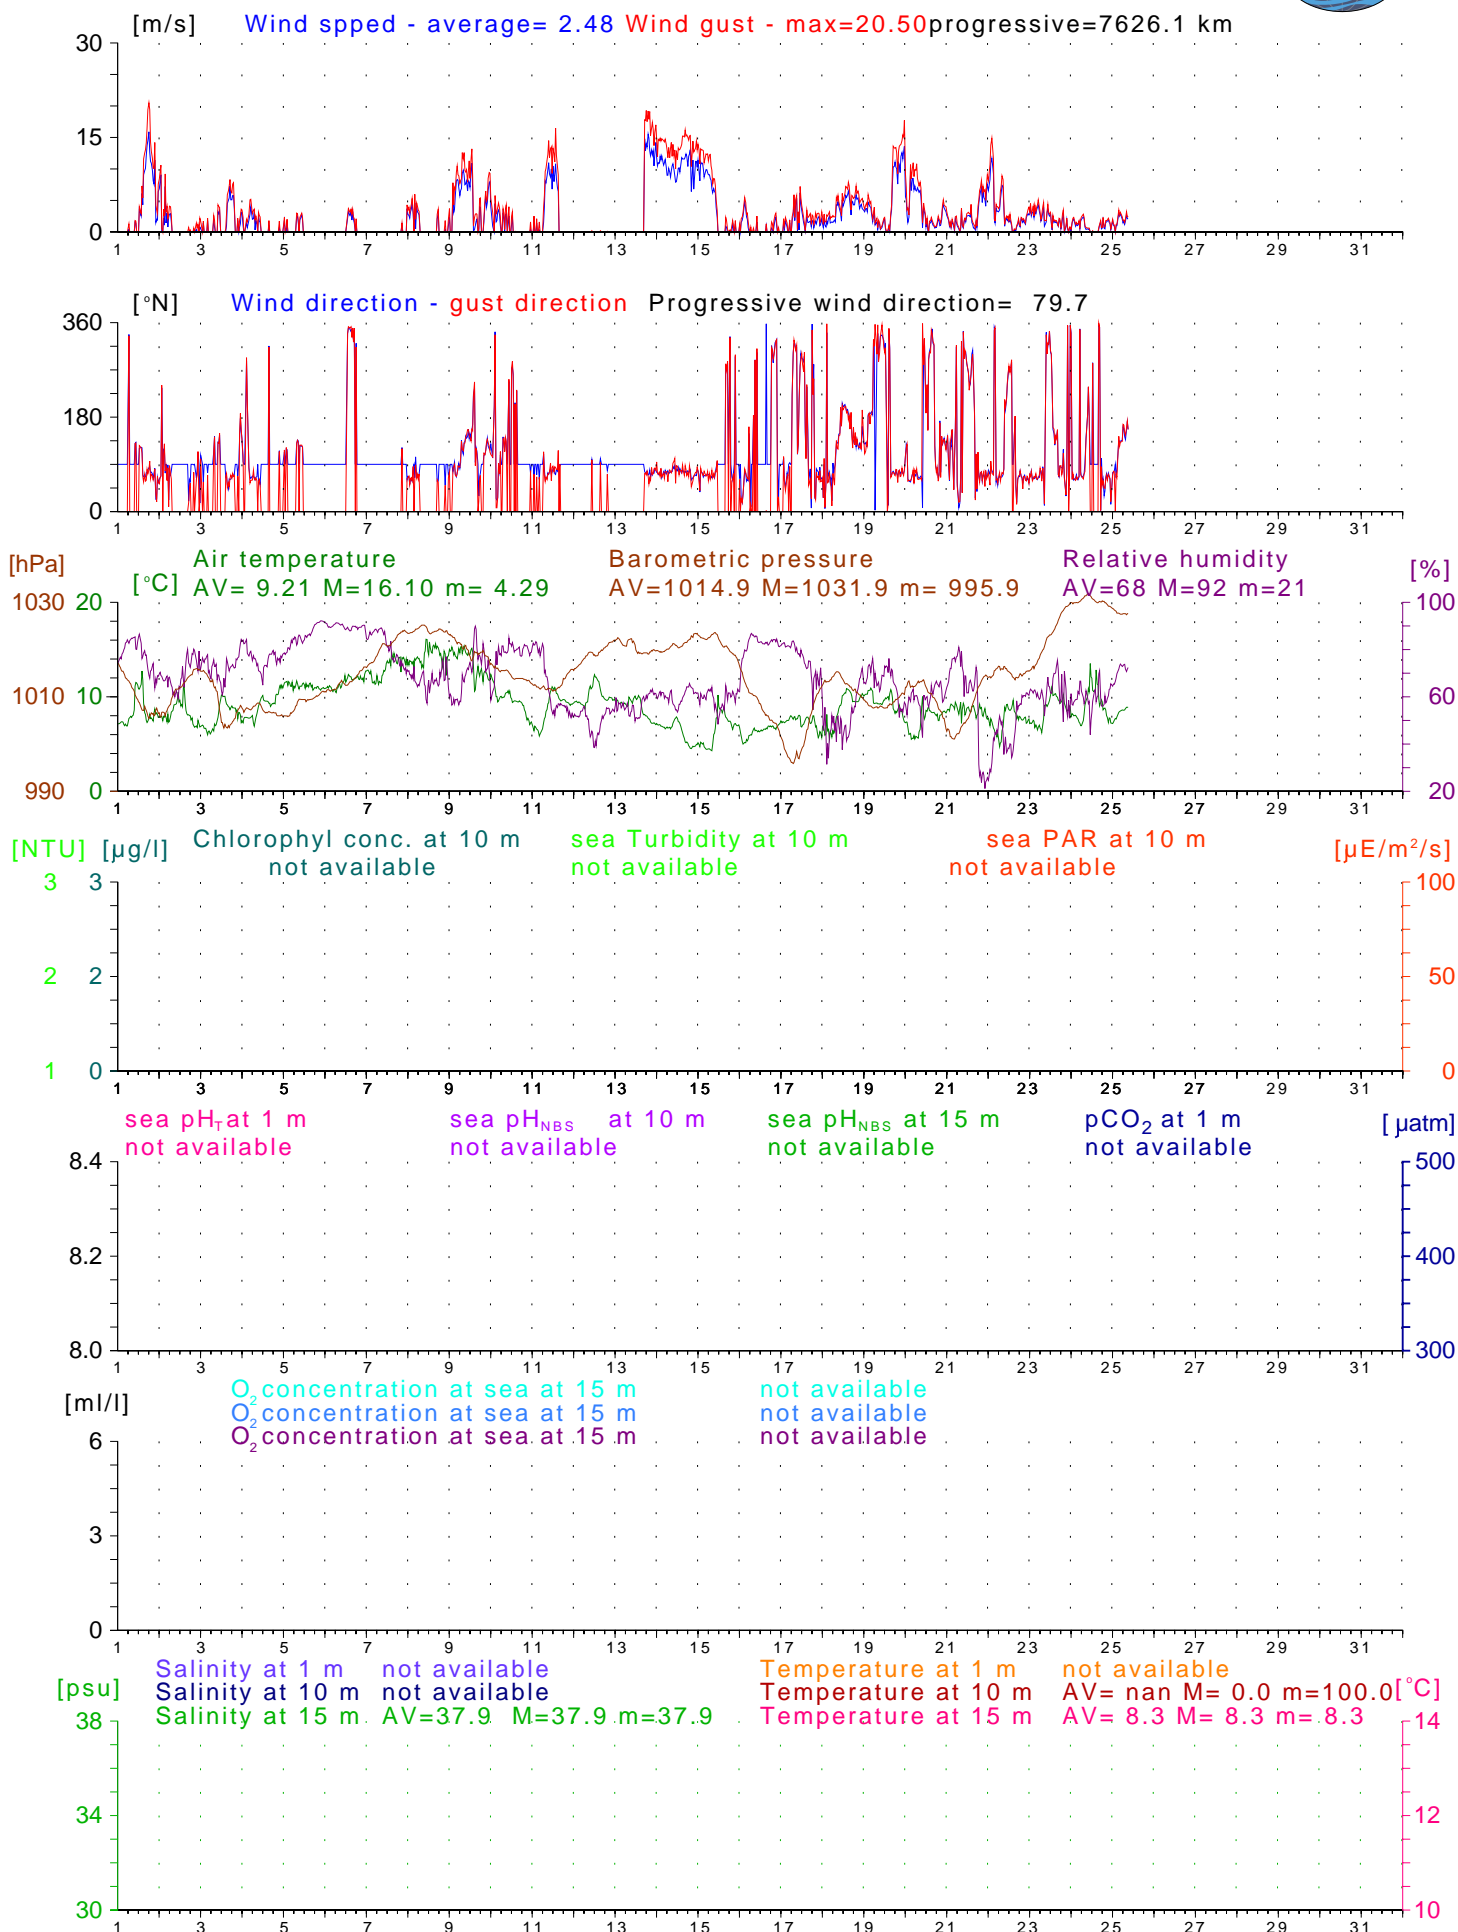 [m/s] Wind spped - average= 2.48 Wind gust - max=20.50progressive=7626.1 km
30
15
0
1 3 5 7 9 11 13 15 17 19 21 23 25 27 29 31
[°N] Wind direction - gust direction Progressive wind direction= 79.7
360
180
0
1 3 5 7 9 11 13 15 17 19 21 23 25 27 29 31
[hPa] Air temperature Barometric pressure Relative humidity [%]
[°C] AV= 9.21 M=16.10 m= 4.29 AV=1014.9 M=1031.9 m= 995.9 AV=68 M=92 m=21
1030 20 100
1010 10 60
990 0 20
1 3 5 7 9 11 13 15 17 19 21 23 25 27 29 31
[NTU] [µg/l] Chlorophyl conc. at 10 m sea Turbidity at 10 m sea PAR at 10 m [µE/m²/s]
not available not available not available
3 3 100
2 2 50
1 0 0
1 3 5 7 9 11 13 15 17 19 21 23 25 27 29 31
sea pHT at 1 m sea pHNBS at 10 m sea pHNBS at 15 m pCO2 at 1 m [ µatm]
not available not available not available not available
8.4 500
8.2 400
8.0 300
1 3 5 7 9 11 13 15 17 19 21 23 25 27 29 31
[ml/l] O2 concentration at sea at 15 m not available
O2 concentration at sea at 15 m not available
O2 concentration at sea at 15 m not available
6
3
0
1 3 5 7 9 11 13 15 17 19 21 23 25 27 29 31
Salinity at 1 m not available Temperature at 1 m not available
[psu] Salinity at 10 m not available Temperature at 10 m AV= nan M= 0.0 m=100.0 [°C]
Salinity at 15 m AV=37.9 M=37.9 m=37.9 Temperature at 15 m AV= 8.3 M= 8.3 m= 8.3
38 14
34 12
30 10
1 3 5 7 9 11 13 15 17 19 21 23 25 27 29 31